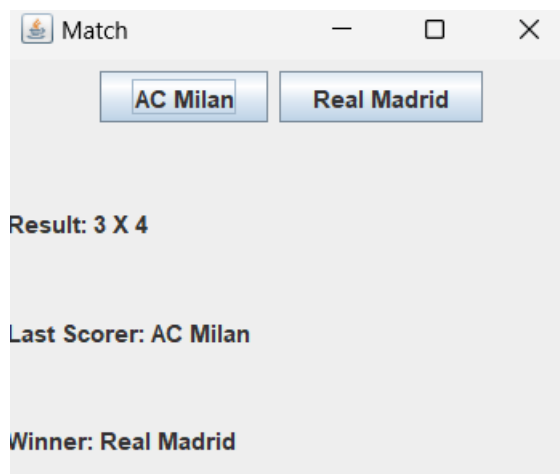 Match
AC Milan Real Madrid
Result: 3 X 4
Last Scorer: AC Milan
Winner: Real Madrid